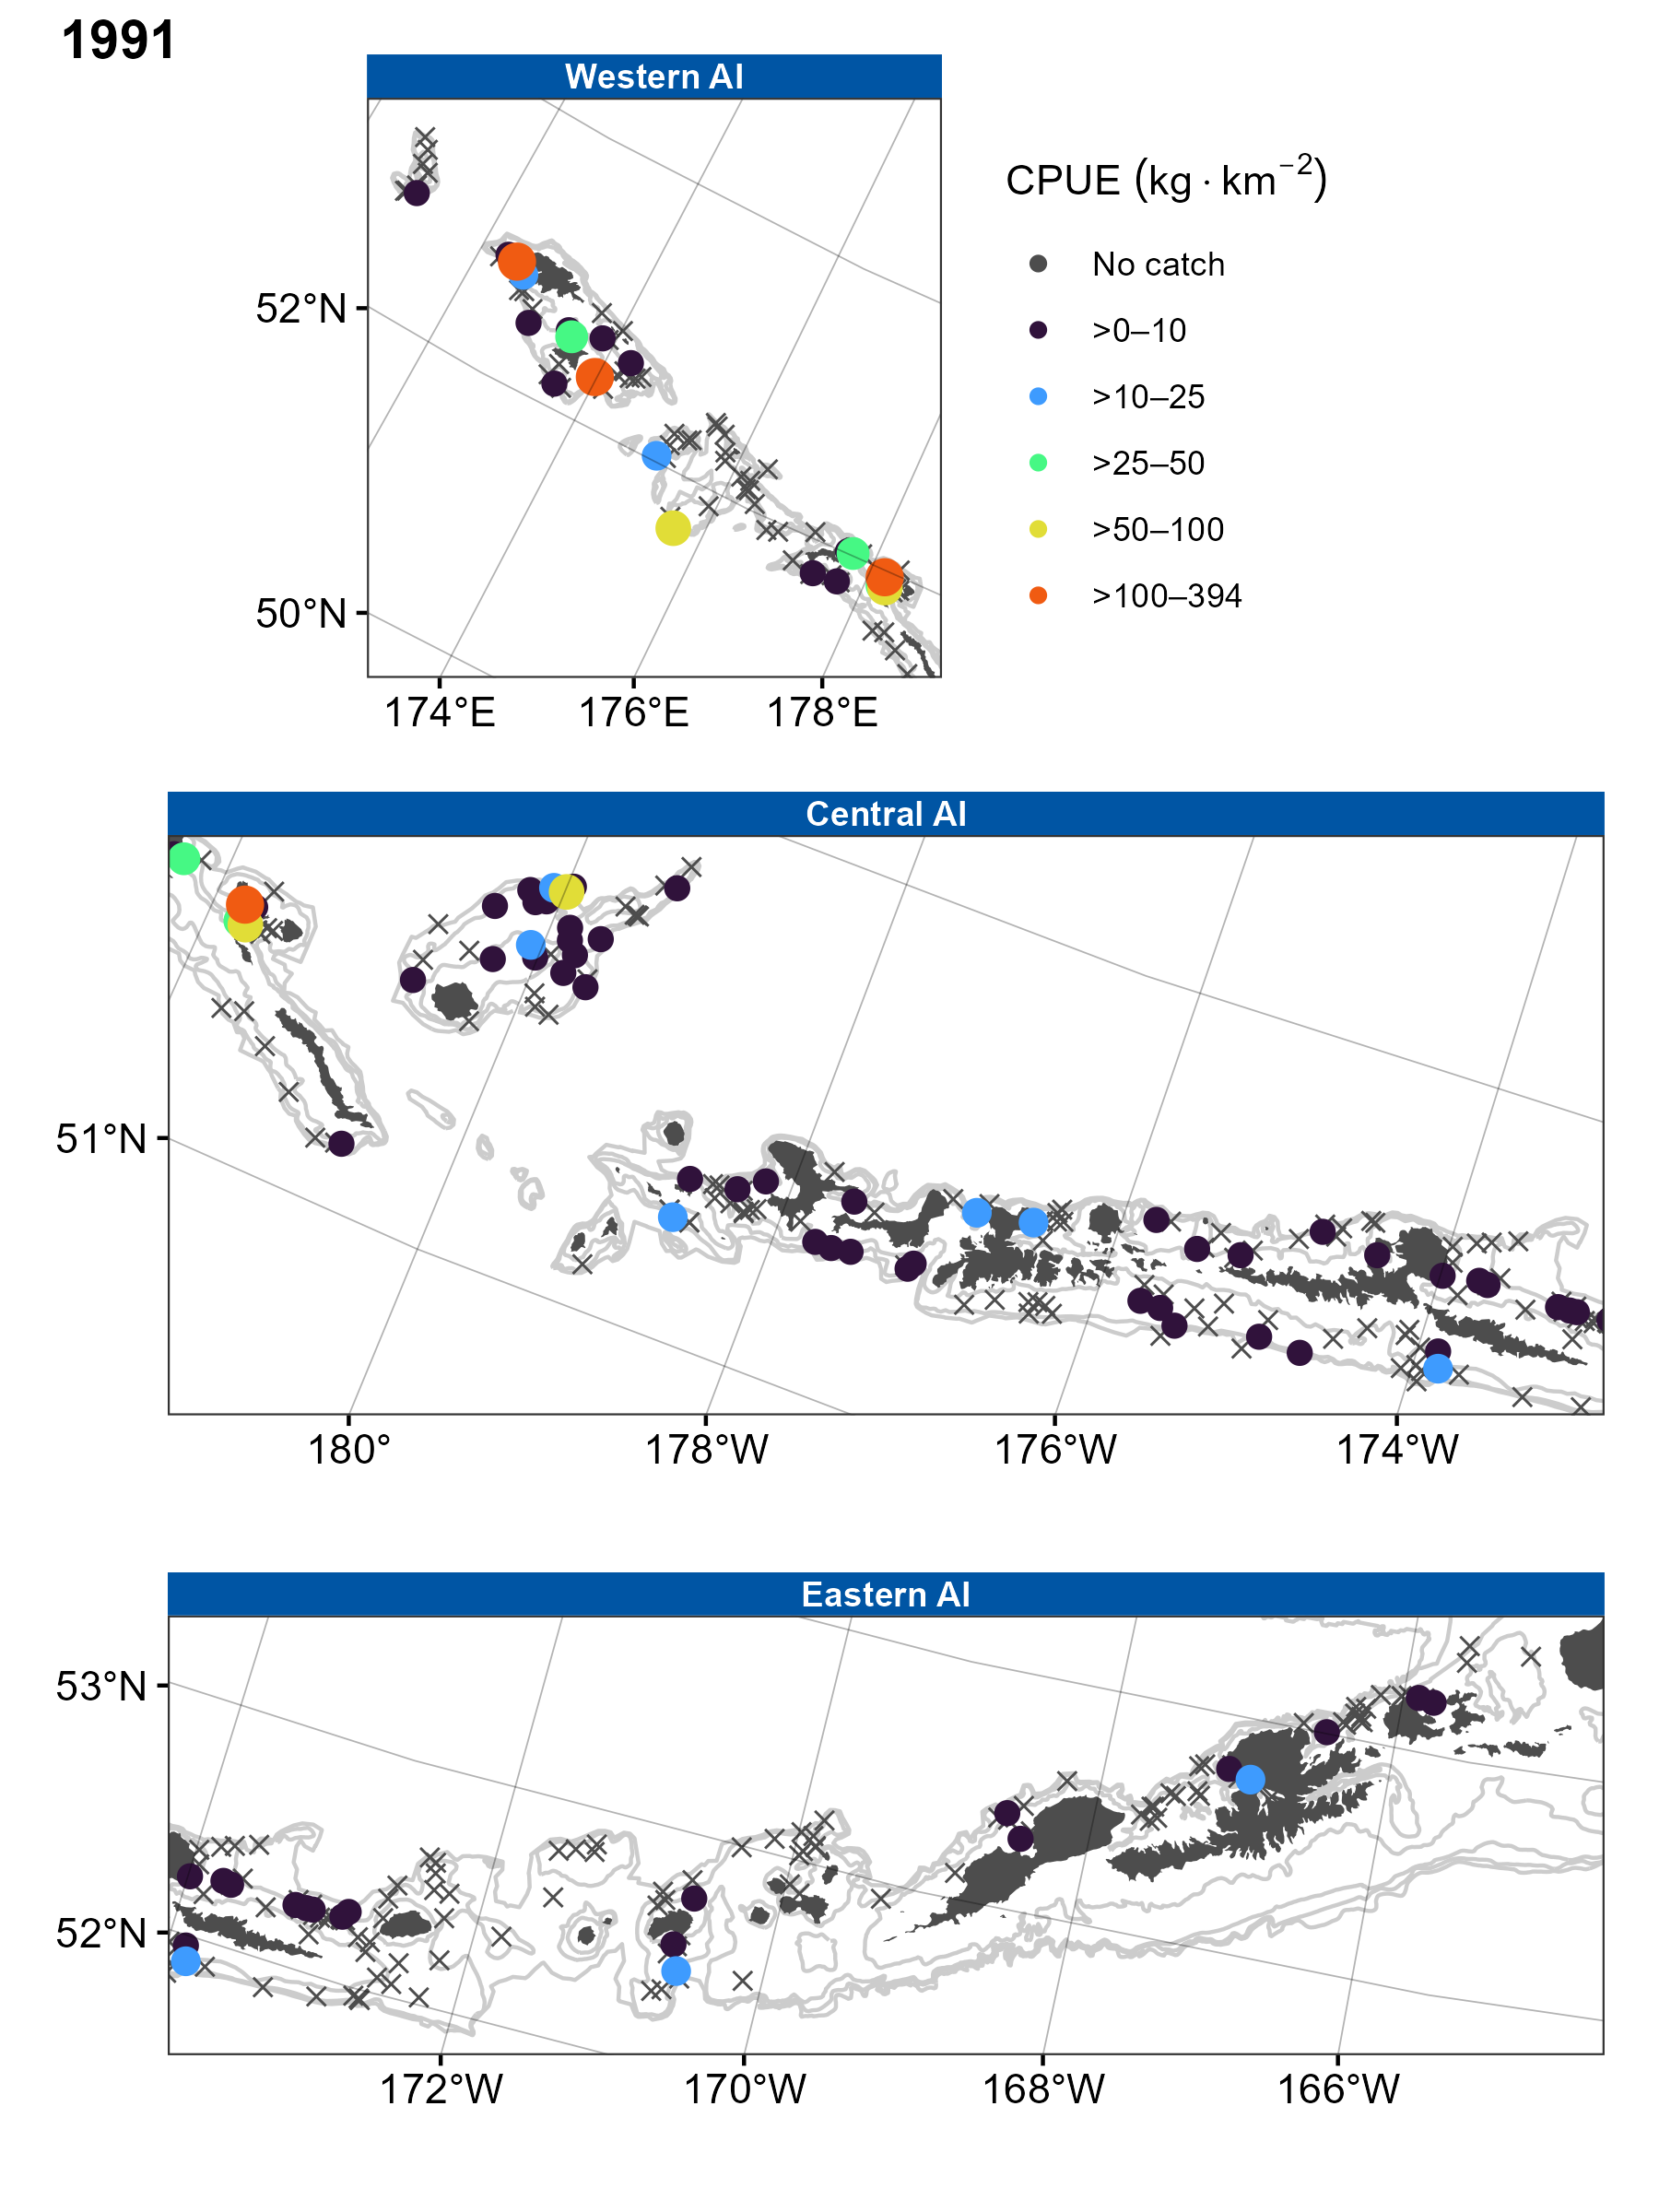 1991
Western AI
CPUE (kg · km⁻²)
No catch
>0–10
>10–25
>25–50
>50–100
>100–394
52°N
50°N
174°E 176°E 178°E
Central AI
51°N
180° 178°W 176°W 174°W
Eastern AI
53°N
52°N
172°W 170°W 168°W 166°W